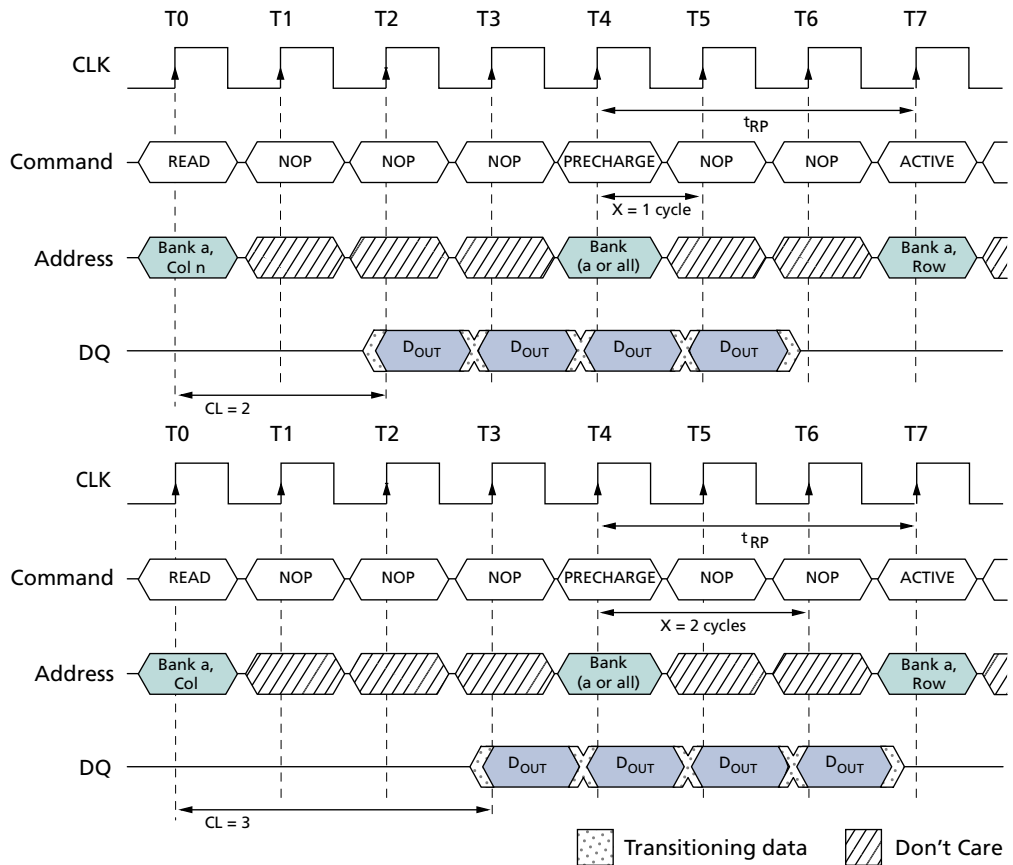 T0 T1 T2 T3 T4 T5 T6 T7
CLK
tRP
Command READ NOP NOP NOP PRECHARGE NOP NOP ACTIVE
X = 1 cycle
Address Bank a, Bank Bank a,
Col n (a or all) Row
DQ DOUT DOUT DOUT DOUT
CL = 2
T0 T1 T2 T3 T4 T5 T6 T7
CLK
tRP
Command READ NOP NOP NOP PRECHARGE NOP NOP ACTIVE
X = 2 cycles
Address Bank a, Bank Bank a,
Col (a or all) Row
DQ DOUT DOUT DOUT DOUT
CL = 3
Transitioning data Don't Care